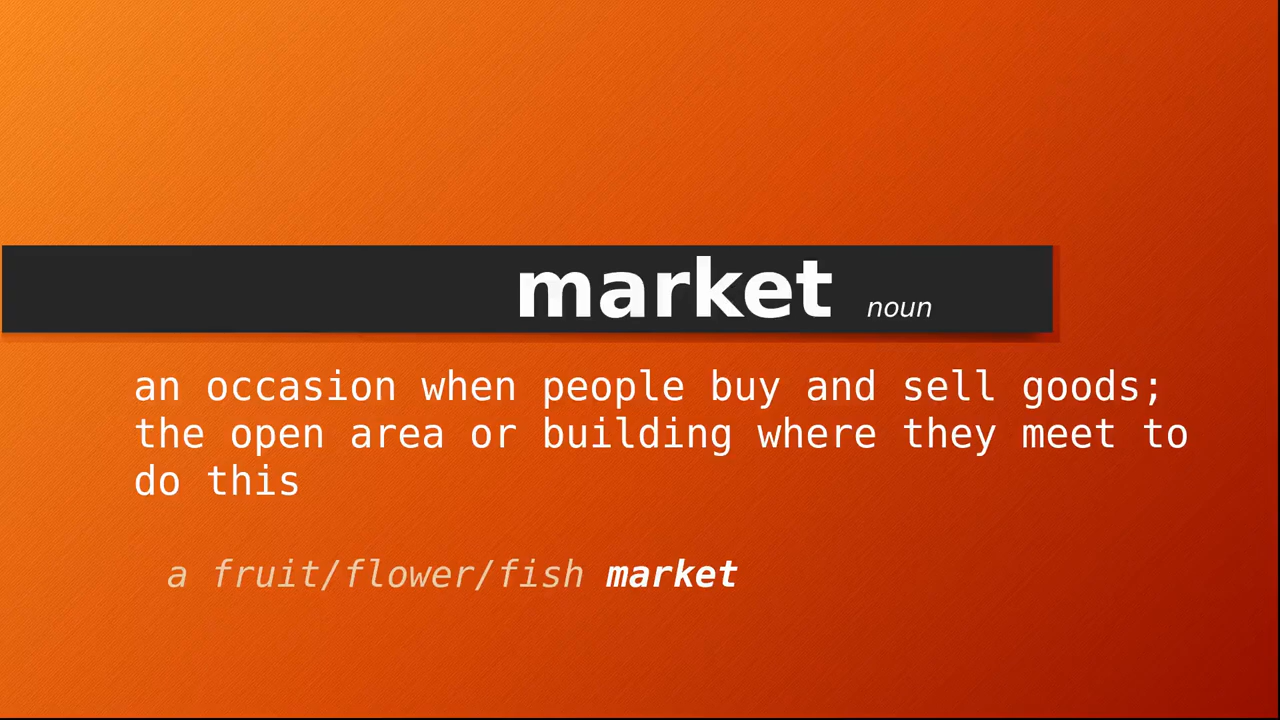 market noun
an occasion when people buy and sell goods;
the open area or building where they meet to
do this
a fruit/flower/fish market